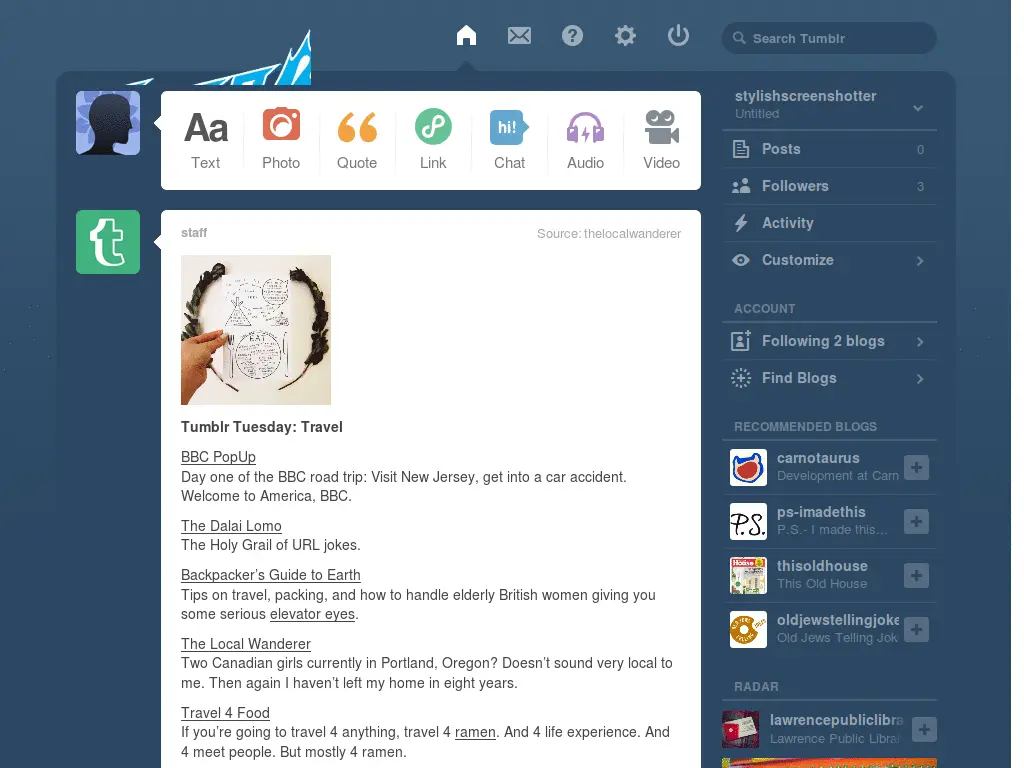 Search Tumblr
Aa
Text
Photo
Quote
Link
hi!
Chat
Audio
Video
stylishscreenshotter
Untitled
Posts 0
Followers 3
Activity
Customize
ACCOUNT
Following 2 blogs
Find Blogs
RECOMMENDED BLOGS
carnotaurus
Development at Carn
P.S.
ps-imadethis
P.S.- I made this...
thisoldhouse
This Old House
oldjewstellingjoke
Old Jews Telling Jok
RADAR
lawrencepubliclibra
Lawrence Public Librar
t
staff
Source: thelocalwanderer
EAT
Tumblr Tuesday: Travel
BBC PopUp
Day one of the BBC road trip: Visit New Jersey, get into a car accident.
Welcome to America, BBC.
The Dalai Lomo
The Holy Grail of URL jokes.
Backpacker’s Guide to Earth
Tips on travel, packing, and how to handle elderly British women giving you
some serious elevator eyes.
The Local Wanderer
Two Canadian girls currently in Portland, Oregon? Doesn’t sound very local to
me. Then again I haven’t left my home in eight years.
Travel 4 Food
If you’re going to travel 4 anything, travel 4 ramen. And 4 life experience. And
4 meet people. But mostly 4 ramen.